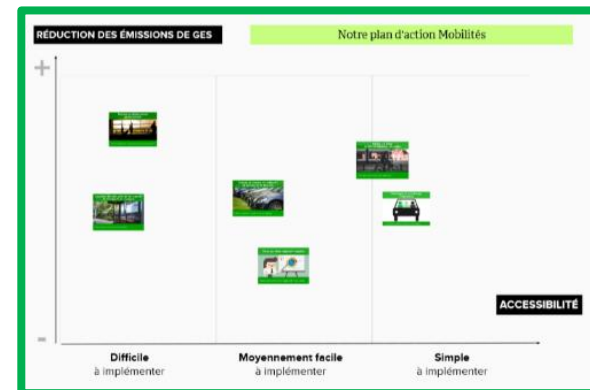 RÉDUCTION DES ÉMISSIONS DE GES
Notre plan d'action Mobilités
+
ACCESSIBILITÉ
-
Difficile
à implémenter
Moyennement facile
à implémenter
Simple
à implémenter